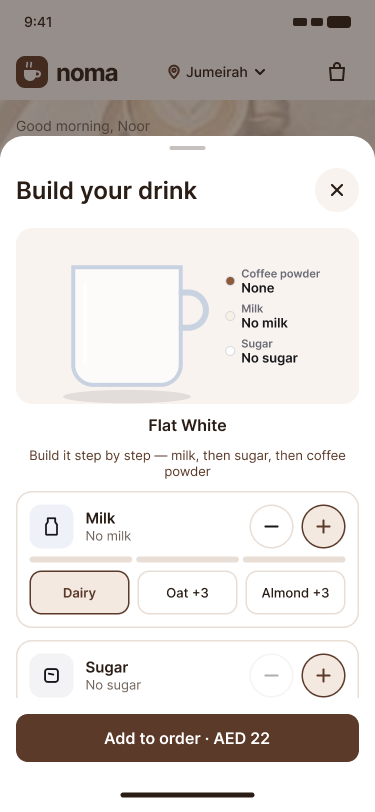 9:41
noma
Jumeirah
Good morning, Noor
Build your drink
Coffee powder
None
Milk
No milk
Sugar
No sugar
Flat White
Build it step by step — milk, then sugar, then coffee
powder
Milk
No milk
Dairy
Oat +3
Almond +3
Sugar
No sugar
Add to order · AED 22